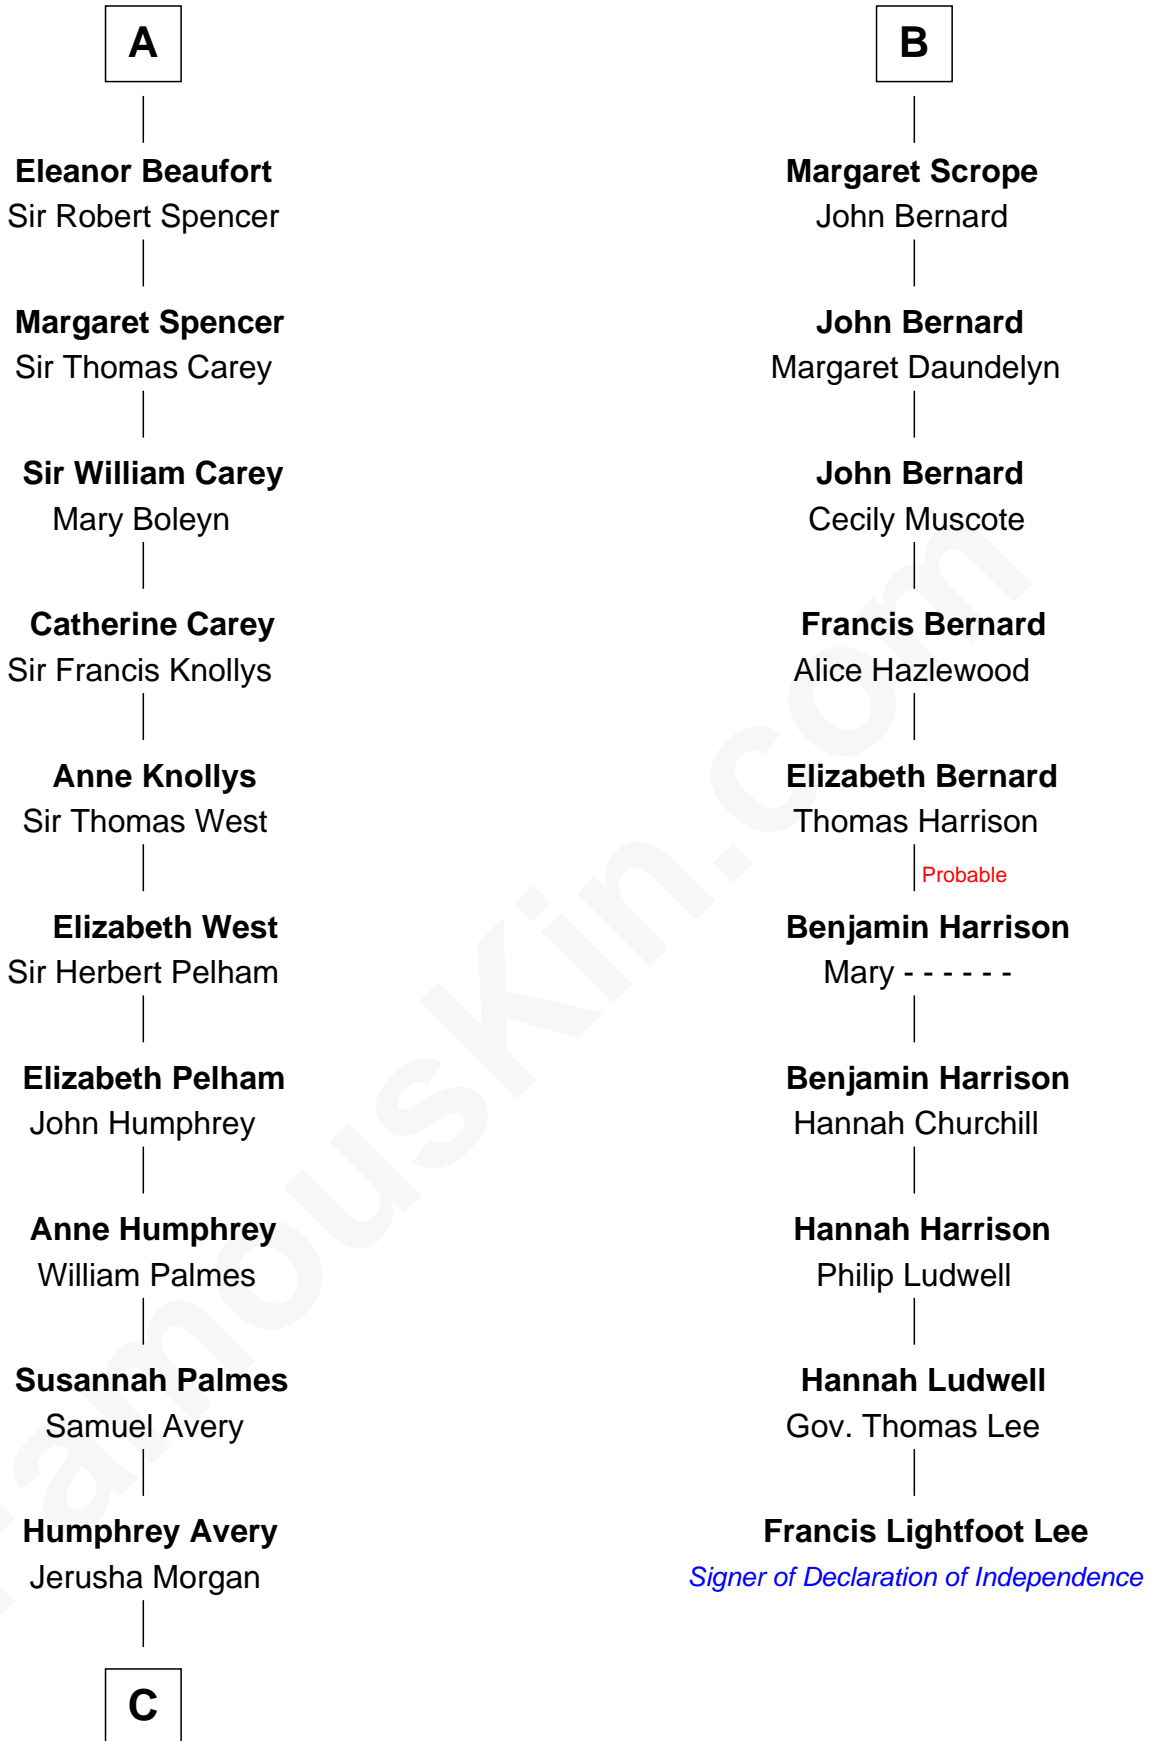 A
Eleanor Beaufort
Sir Robert Spencer
Margaret Spencer
Sir Thomas Carey
Sir William Carey
Mary Boleyn
Catherine Carey
Sir Francis Knollys
Anne Knollys
Sir Thomas West
Elizabeth West
Sir Herbert Pelham
Elizabeth Pelham
John Humphrey
Anne Humphrey
William Palmes
Susannah Palmes
Samuel Avery
Humphrey Avery
Jerusha Morgan
C
B
Margaret Scrope
John Bernard
John Bernard
Margaret Daundelyn
John Bernard
Cecily Muscote
Francis Bernard
Alice Hazlewood
Elizabeth Bernard
Thomas Harrison
Probable
Benjamin Harrison
Mary - - - - - -
Benjamin Harrison
Hannah Churchill
Hannah Harrison
Philip Ludwell
Hannah Ludwell
Gov. Thomas Lee
Francis Lightfoot Lee
Signer of Declaration of Independence
FamousKin.com